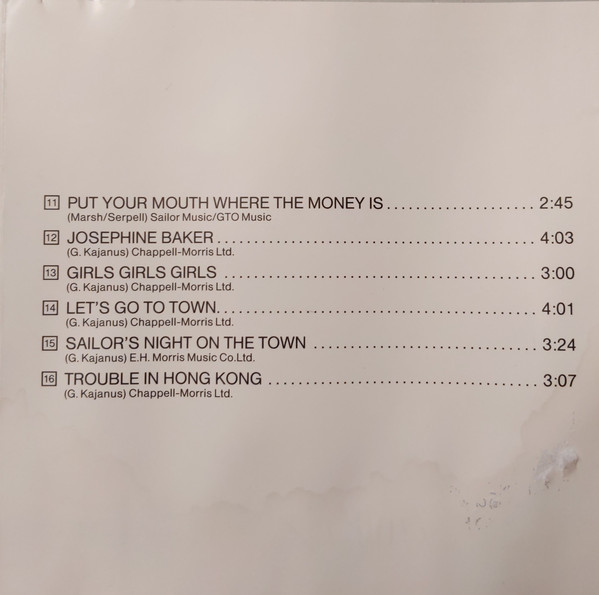 11 PUT YOUR MOUTH WHERE THE MONEY IS.................. 2:45
(Marsh/Serpell) Sailor Music/GTO Music
12 JOSEPHINE BAKER....................................... 4:03
(G. Kajanus) Chappell-Morris Ltd.
13 GIRLS GIRLS GIRLS ...................................... 3:00
(G. Kajanus) Chappell-Morris Ltd.
14 LET'S GO TO TOWN....................................... 4:01
(G. Kajanus) Chappell-Morris Ltd.
15 SAILOR'S NIGHT ON THE TOWN ........................... 3:24
(G. Kajanus) E.H. Morris Music Co.Ltd.
16 TROUBLE IN HONG KONG ................................ 3:07
(G. Kajanus) Chappell-Morris Ltd.